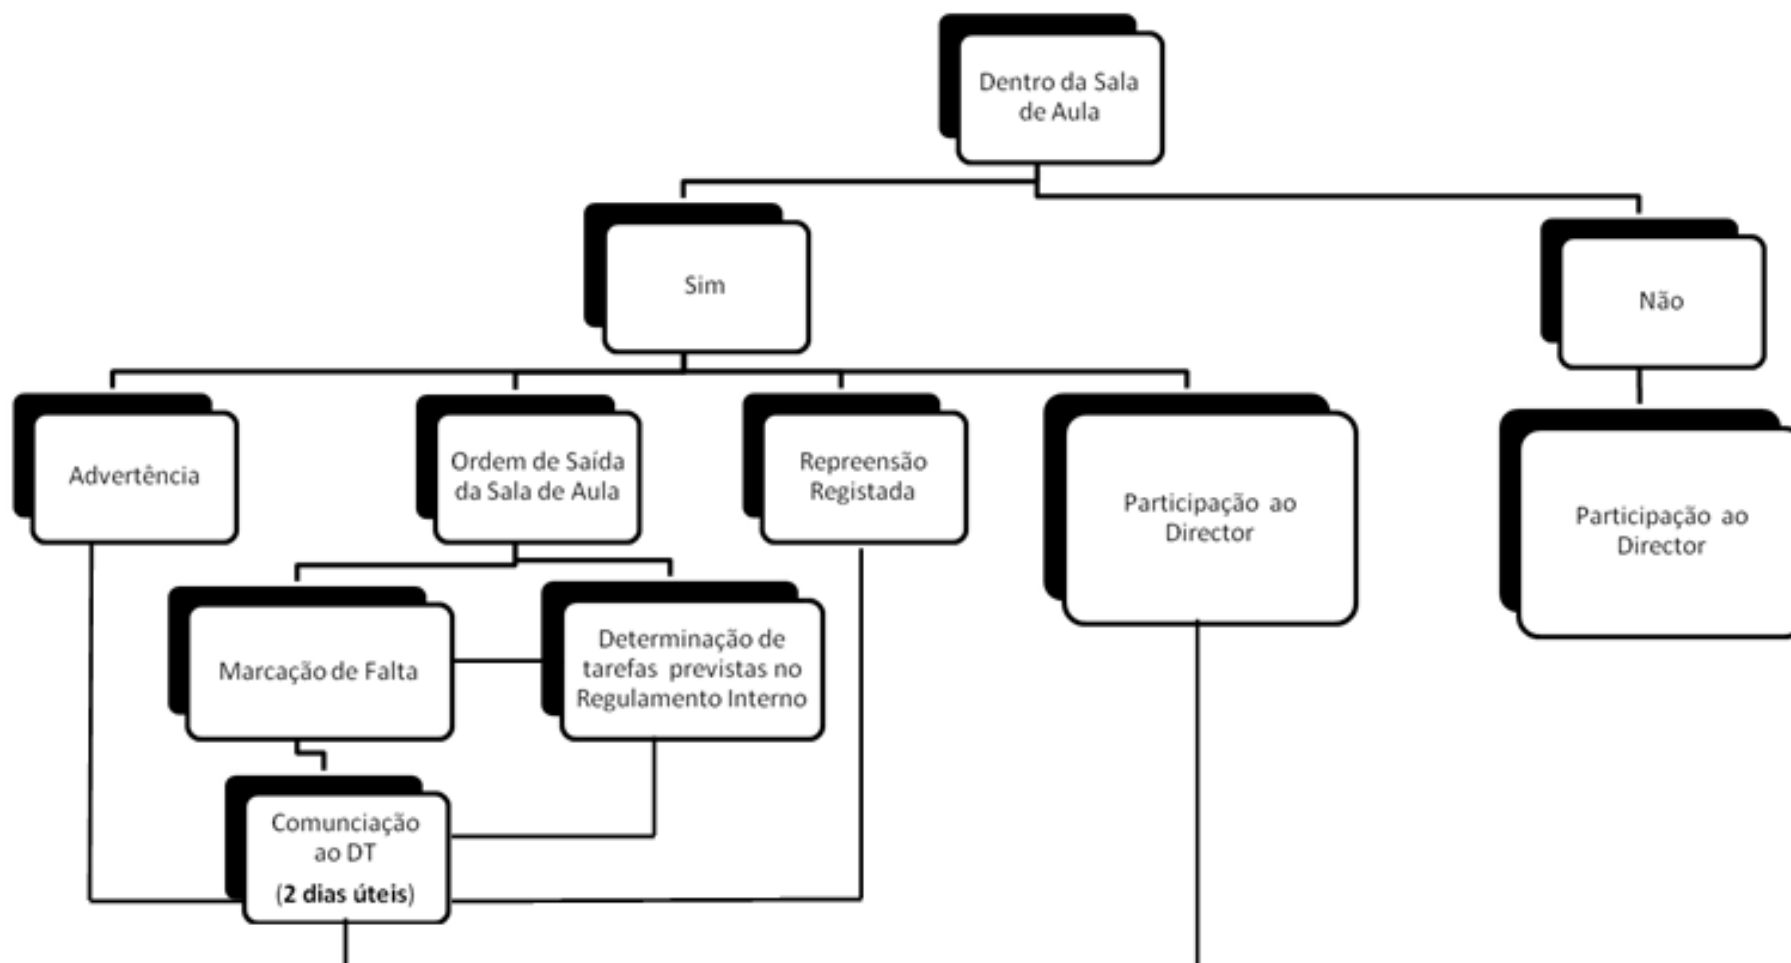 Dentro da Sala
de Aula
Sim
Não
Advertência
Ordem de Saída
da Sala de Aula
Repreensão
Registada
Participação ao
Director
Participação ao
Director
Marcação de Falta
Determinação de
tarefas previstas no
Regulamento Interno
Comunciação
ao DT
(2 dias úteis)